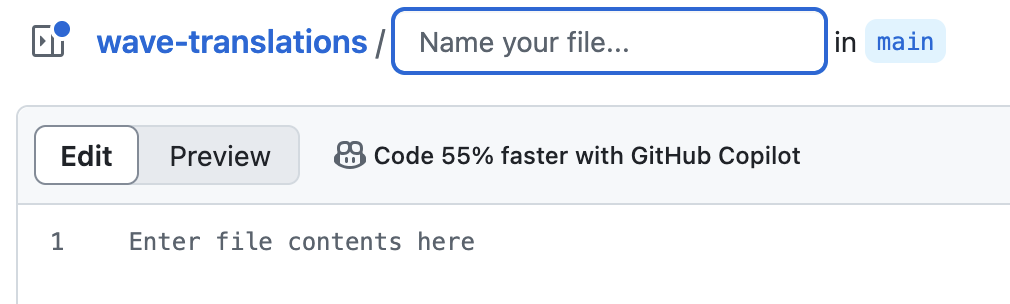 wave-translations / Name your file... in main
Edit Preview Code 55% faster with GitHub Copilot
1 Enter file contents here